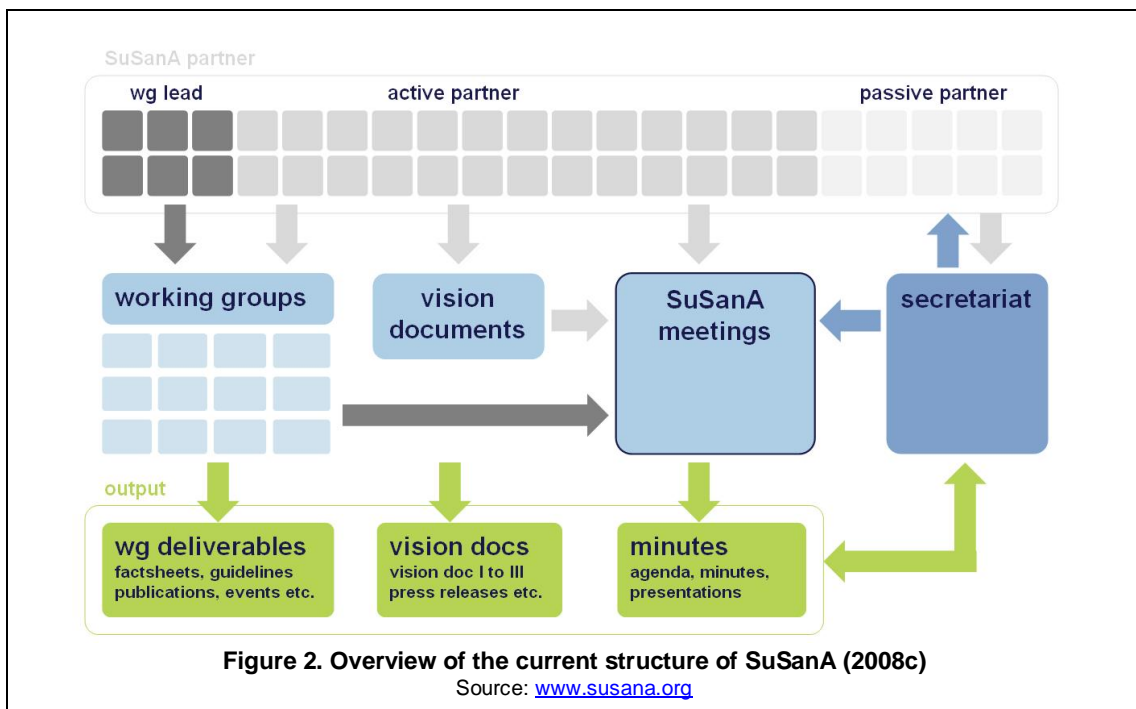 SuSanA partner
wg lead
active partner
passive partner
working groups
vision
documents
SuSanA
meetings
secretariat
output
wg deliverables
factsheets, guidelines
publications, events etc.
vision docs
vision doc I to III
press releases etc.
minutes
agenda, minutes,
presentations
Figure 2. Overview of the current structure of SuSanA (2008c)
Source: www.susana.org